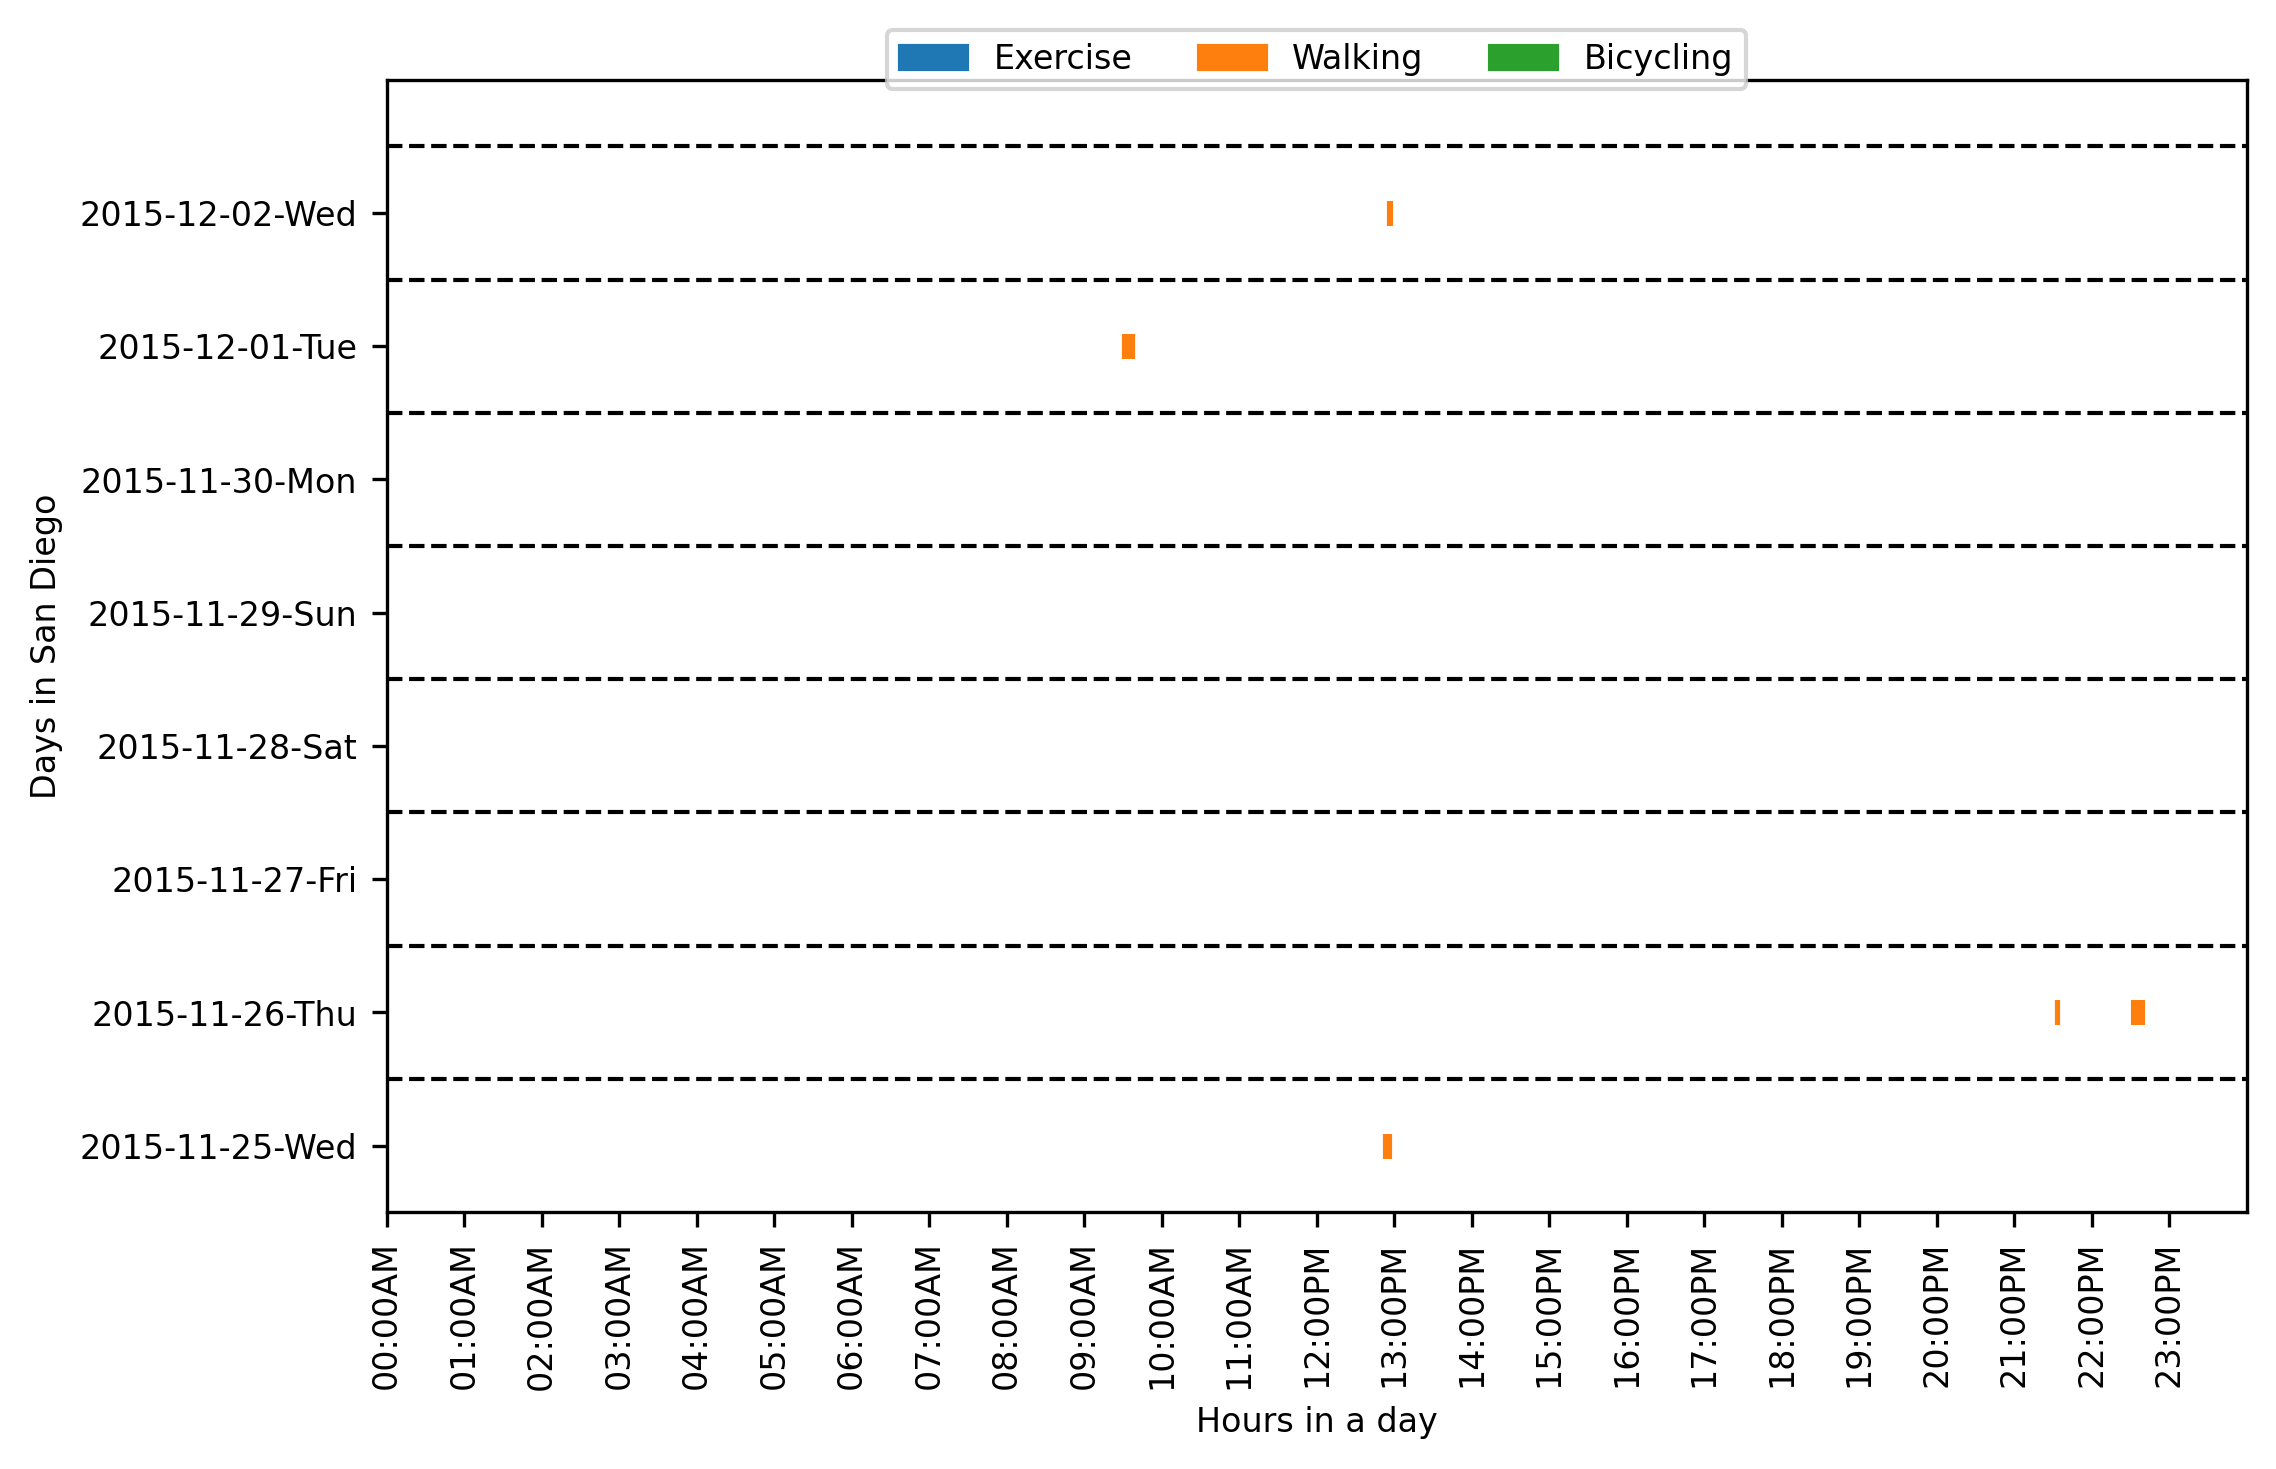 Exercise Walking Bicycling
Days in San Diego
2015-12-02-Wed
2015-12-01-Tue
2015-11-30-Mon
2015-11-29-Sun
2015-11-28-Sat
2015-11-27-Fri
2015-11-26-Thu
2015-11-25-Wed
00:00AM
01:00AM
02:00AM
03:00AM
04:00AM
05:00AM
06:00AM
07:00AM
08:00AM
09:00AM
10:00AM
11:00AM
12:00PM
13:00PM
14:00PM
15:00PM
16:00PM
17:00PM
18:00PM
19:00PM
20:00PM
21:00PM
22:00PM
23:00PM
Hours in a day